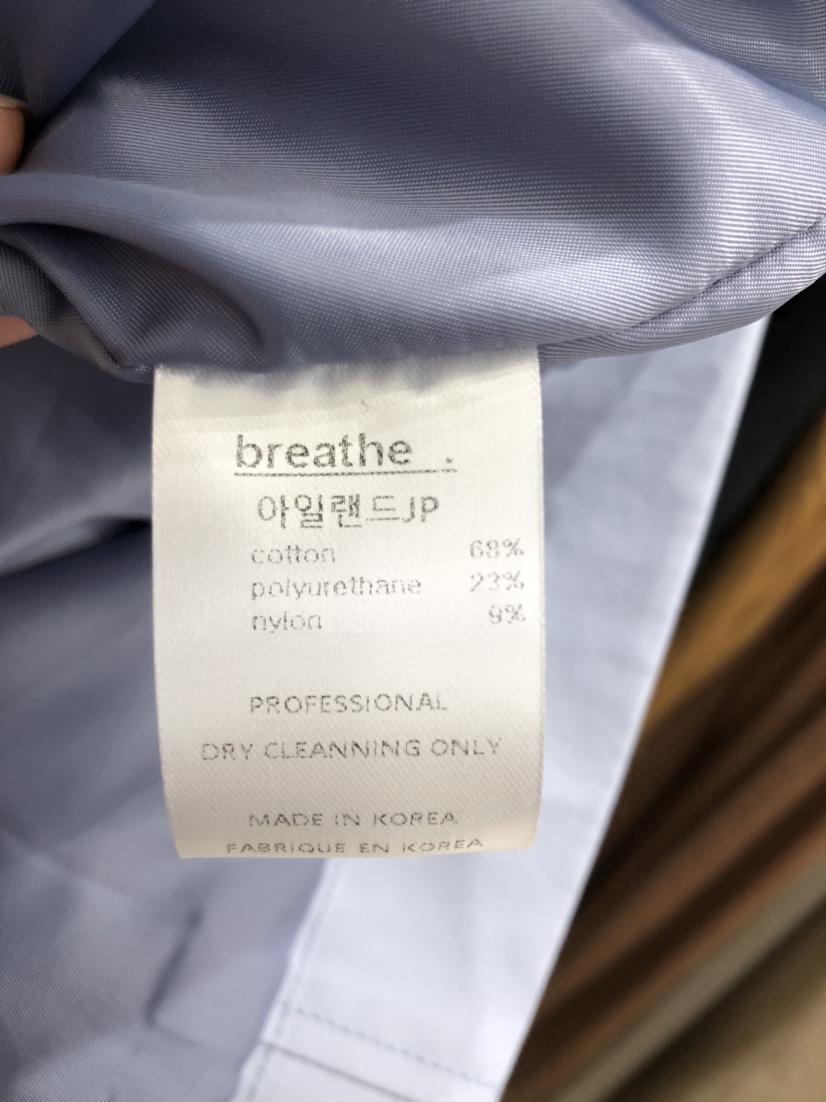 breathe .
아일랜드JP
cotton 68%
polyurethane 23%
nylon 9%
PROFESSIONAL
DRY CLEANNING ONLY
MADE IN KOREA
FABRIQUE EN KOREA